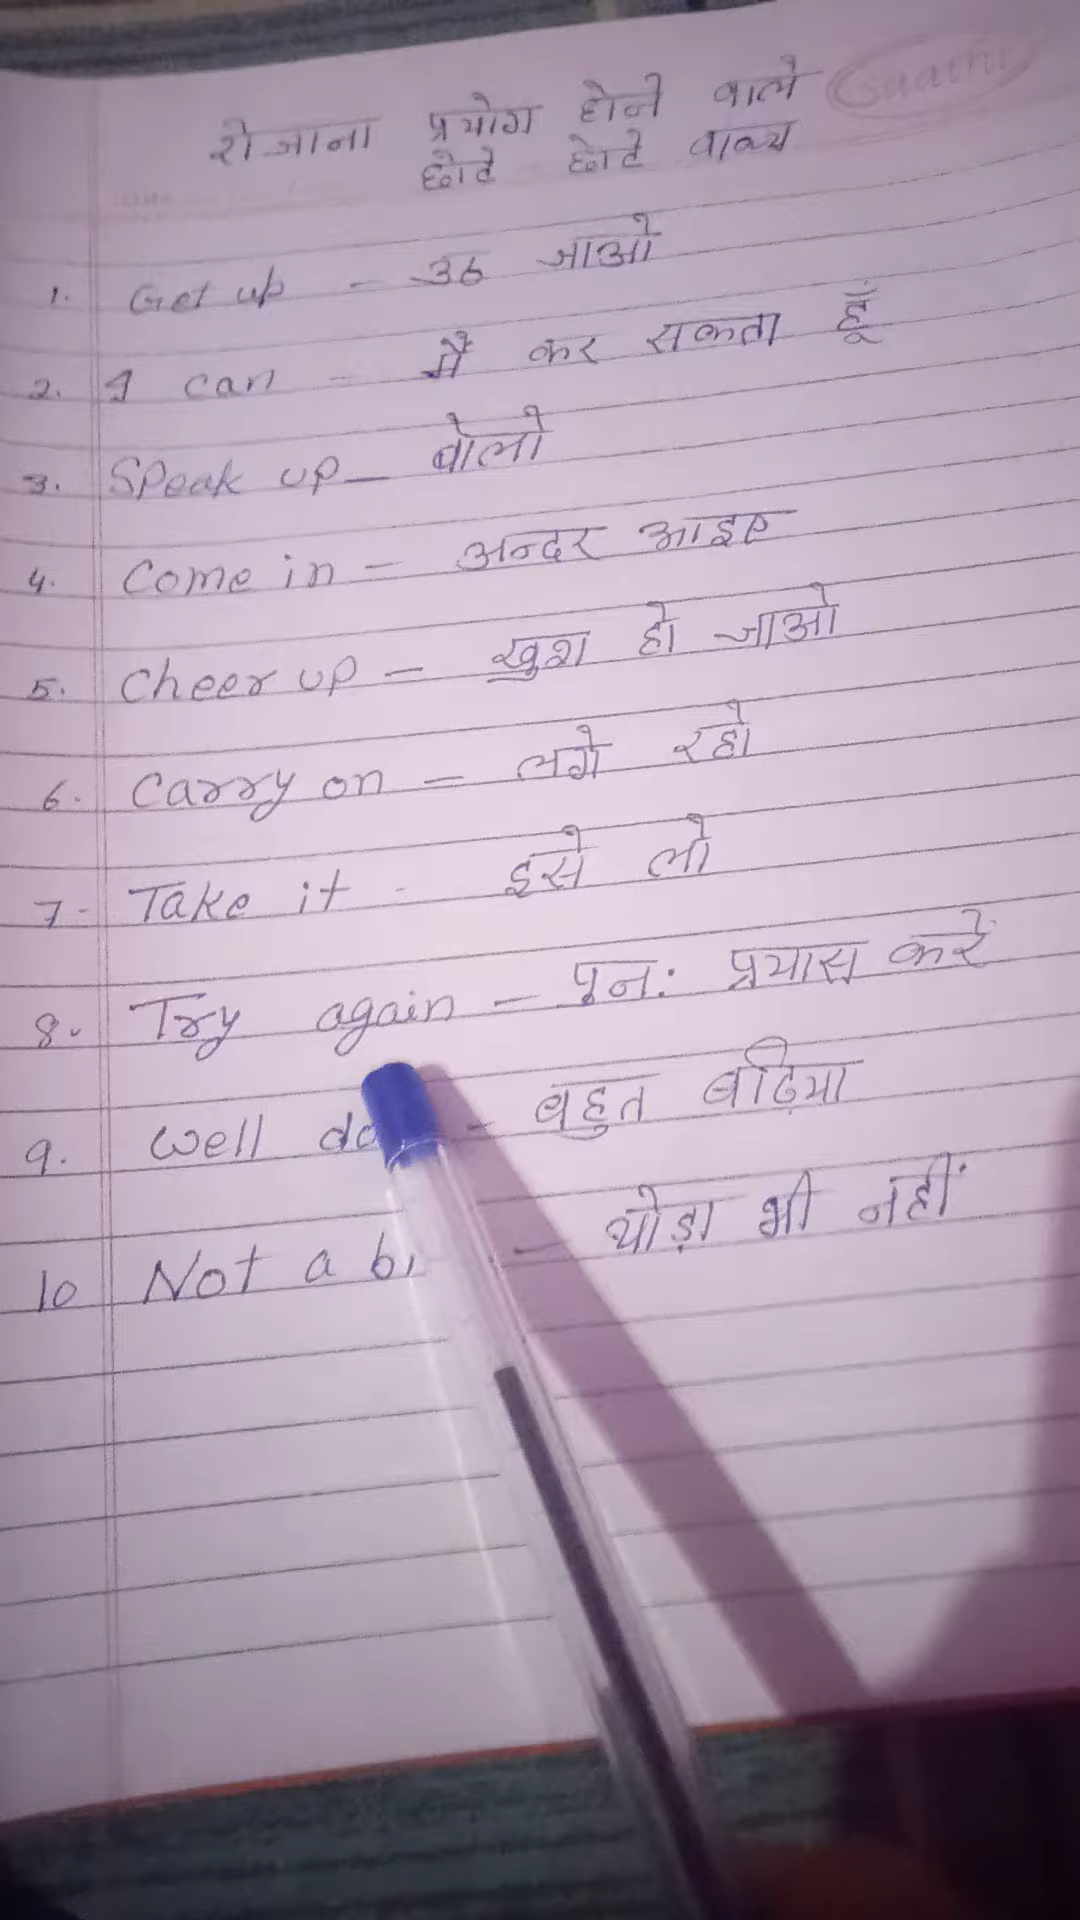 saathi
रोजाना प्रयोग होने वाले
छोटे छोटे वाक्य
1. Get up - उठ जाओ
2. I can - मैं कर सकता हूँ
3. Speak up - बोलो
4. Come in - अन्दर आइए
5. Cheer up - खुश हो जाओ
6. Carry on - लगे रहो
7- Take it - इसे लो
8. Try again - पुन: प्रयास करें
9. Well - बहुत बढ़िया
10 Not a - थोड़ा भी नहीं